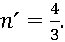 n′ = 4/3.